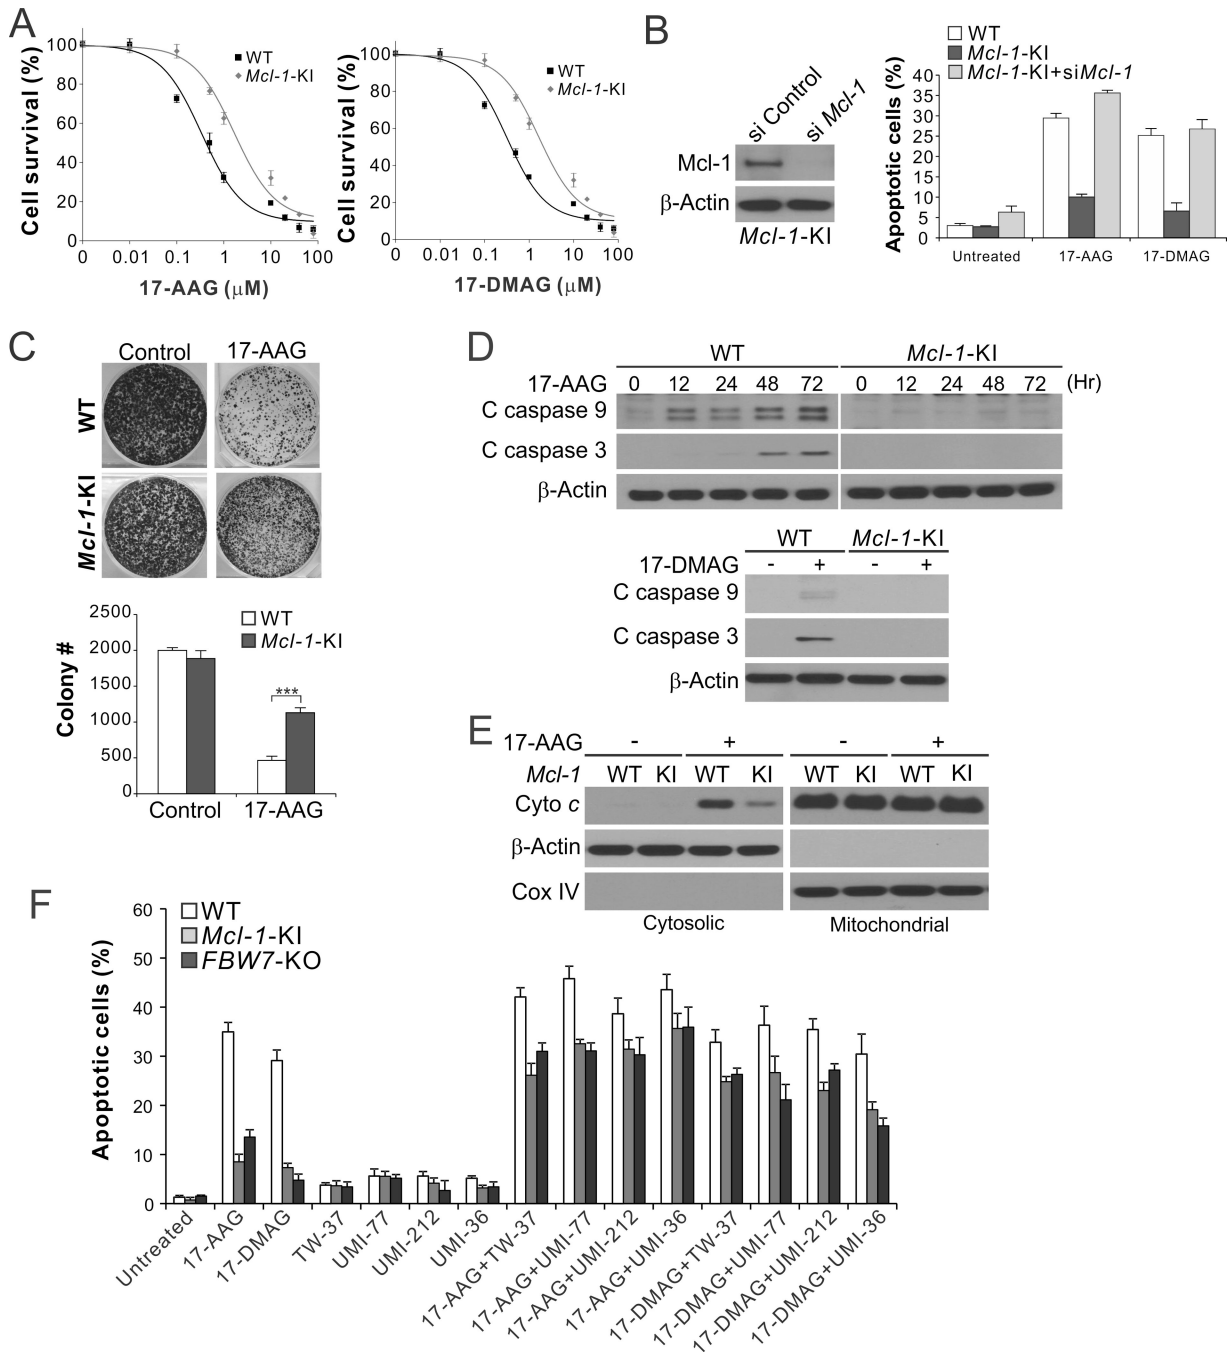 A
Cell survival (%)
100
80
60
40
20
0
WT
Mcl-1-KI
0 0.01 0.1 1 10 100
17-AAG (μM)
Cell survival (%)
100
80
60
40
20
0
WT
Mcl-1-KI
0 0.01 0.1 1 10 100
17-DMAG (μM)
B
si Control
si Mcl-1
Mcl-1
β-Actin
Mcl-1-KI
WT
Mcl-1-KI
Mcl-1-KI+siMcl-1
Apoptotic cells (%)
40
35
30
25
20
15
10
5
0
Untreated 17-AAG 17-DMAG
C
Control 17-AAG
WT
Mcl-1-KI
Colony #
2500
2000
1500
1000
500
0
WT
Mcl-1-KI
***
Control 17-AAG
D
WT Mcl-1-KI
17-AAG 0 12 24 48 72 0 12 24 48 72 (Hr)
C caspase 9
C caspase 3
β-Actin
WT Mcl-1-KI
17-DMAG - + - +
C caspase 9
C caspase 3
β-Actin
E
17-AAG - + - +
Mcl-1 WT KI WT KI WT KI WT KI
Cyto c
β-Actin
Cox IV
Cytosolic Mitochondrial
F
Apoptotic cells (%)
60
50
40
30
20
10
0
WT
Mcl-1-KI
FBW7-KO
Untreated
17-AAG
17-DMAG
TW-37
UMI-77
UMI-212
UMI-36
17-AAG+TW-37
17-AAG+UMI-77
17-AAG+UMI-212
17-AAG+UMI-36
17-DMAG+TW-37
17-DMAG+UMI-77
17-DMAG+UMI-212
17-DMAG+UMI-36